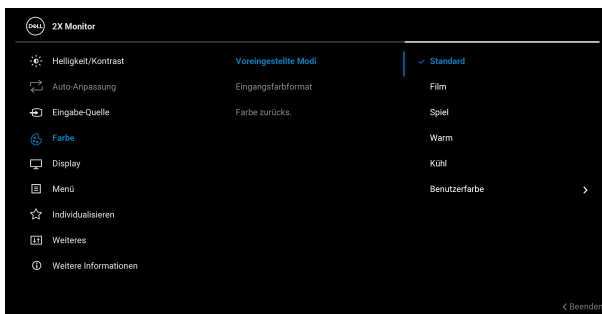 DELL 2X Monitor
Helligkeit/Kontrast
Auto-Anpassung
Eingabe-Quelle
Farbe
Display
Menü
Individualisieren
Weiteres
Weitere Informationen
Voreingestellte Modi
Eingangsfarbformat
Farbe zurücks.
Standard
Film
Spiel
Warm
Kühl
Benutzerfarbe
Beenden